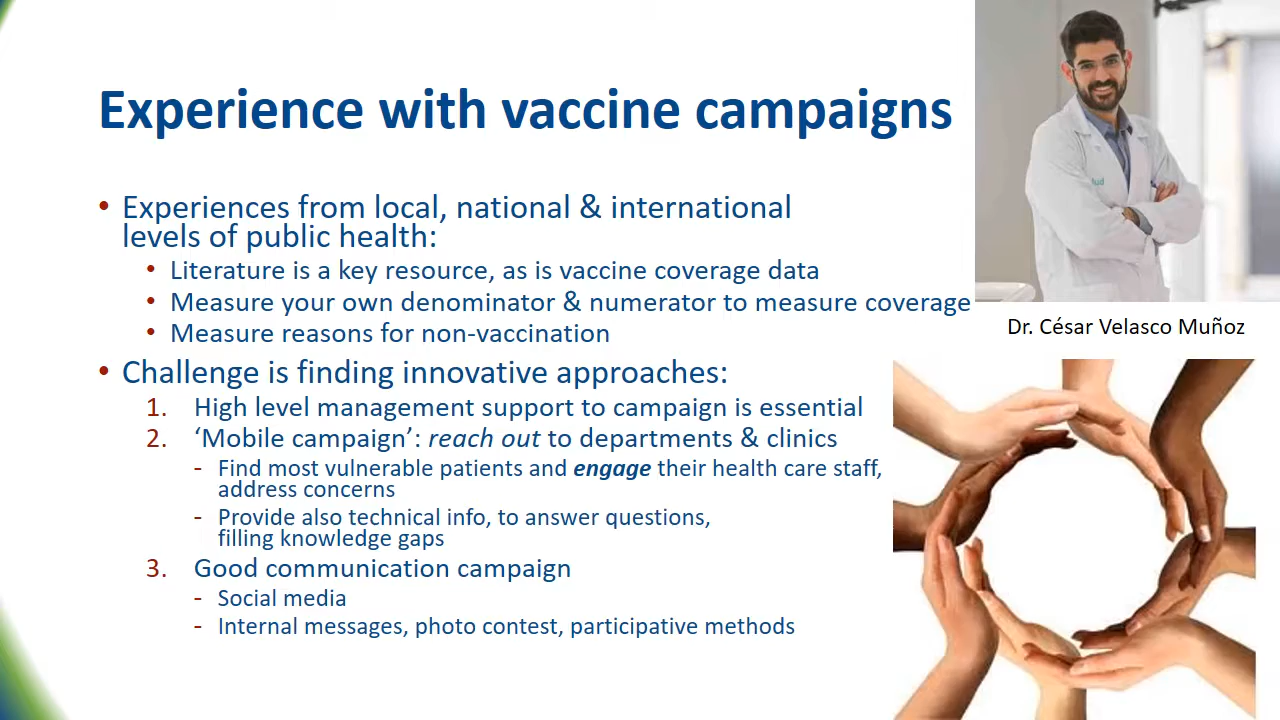 Experience with vaccine campaigns
• Experiences from local, national & international
levels of public health:
• Literature is a key resource, as is vaccine coverage data
• Measure your own denominator & numerator to measure coverage
• Measure reasons for non-vaccination
• Challenge is finding innovative approaches:
1. High level management support to campaign is essential
2. ‘Mobile campaign’: reach out to departments & clinics
- Find most vulnerable patients and engage their health care staff,
address concerns
- Provide also technical info, to answer questions,
filling knowledge gaps
3. Good communication campaign
- Social media
- Internal messages, photo contest, participative methods
Dr. César Velasco Muñoz